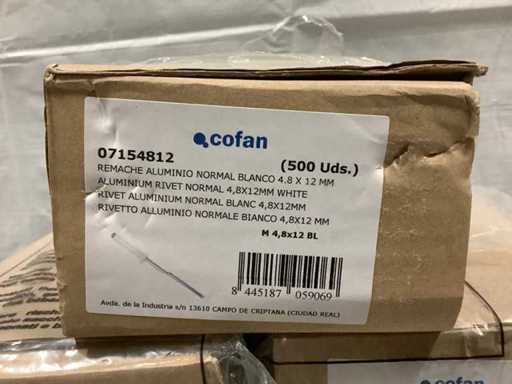 cofan
07154812 (500 Uds.)
REMACHE ALUMINIO NORMAL BLANCO 4.8 X 12 MM
ALUMINIUM RIVET NORMAL 4,8X12MM WHITE
RIVET ALUMINIUM NORMAL BLANC 4,8X12MM
RIVETTO ALLUMINIO NORMALE BIANCO 4,8X12 MM
M 4,8x12 BL
8 445187 059069
Avda. de la Industria s/n 13610 CAMPO DE CRIPTANA (CIUDAD REAL)
cofan